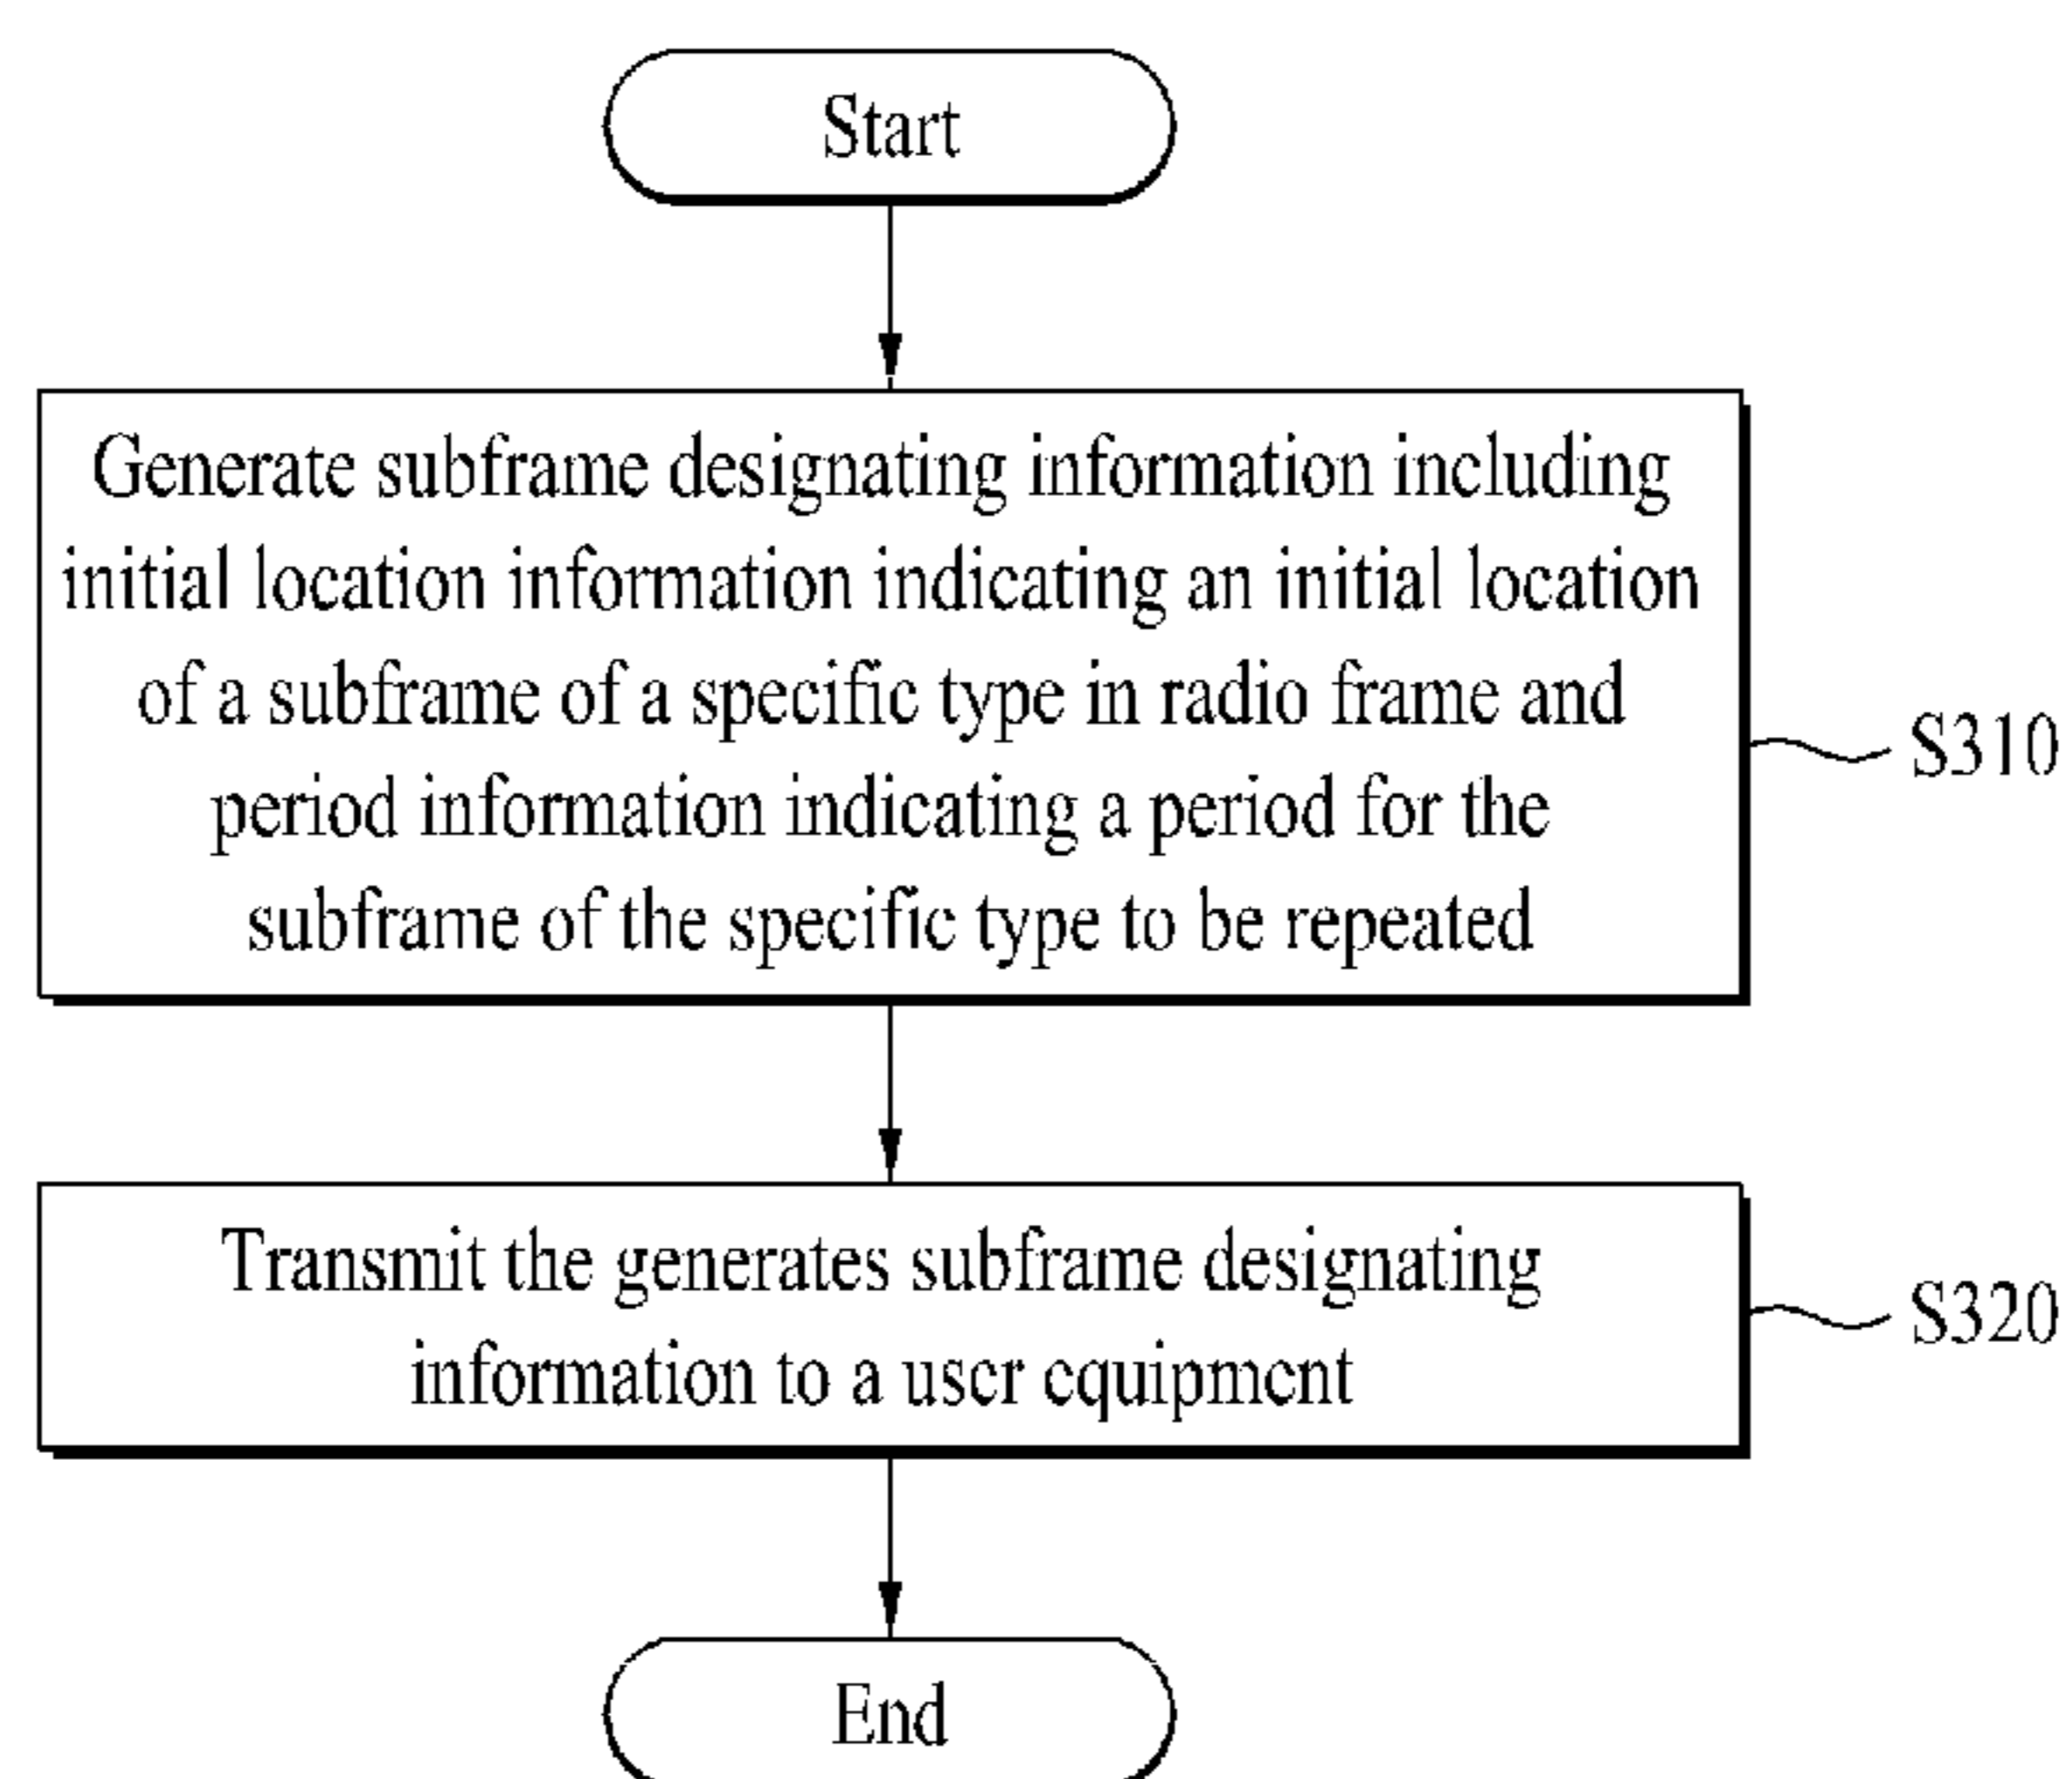 Start
Generate subframe designating information including
initial location information indicating an initial location
of a subframe of a specific type in radio frame and
period information indicating a period for the
subframe of the specific type to be repeated
S310
Transmit the generates subframe designating
information to a user equipment
S320
End